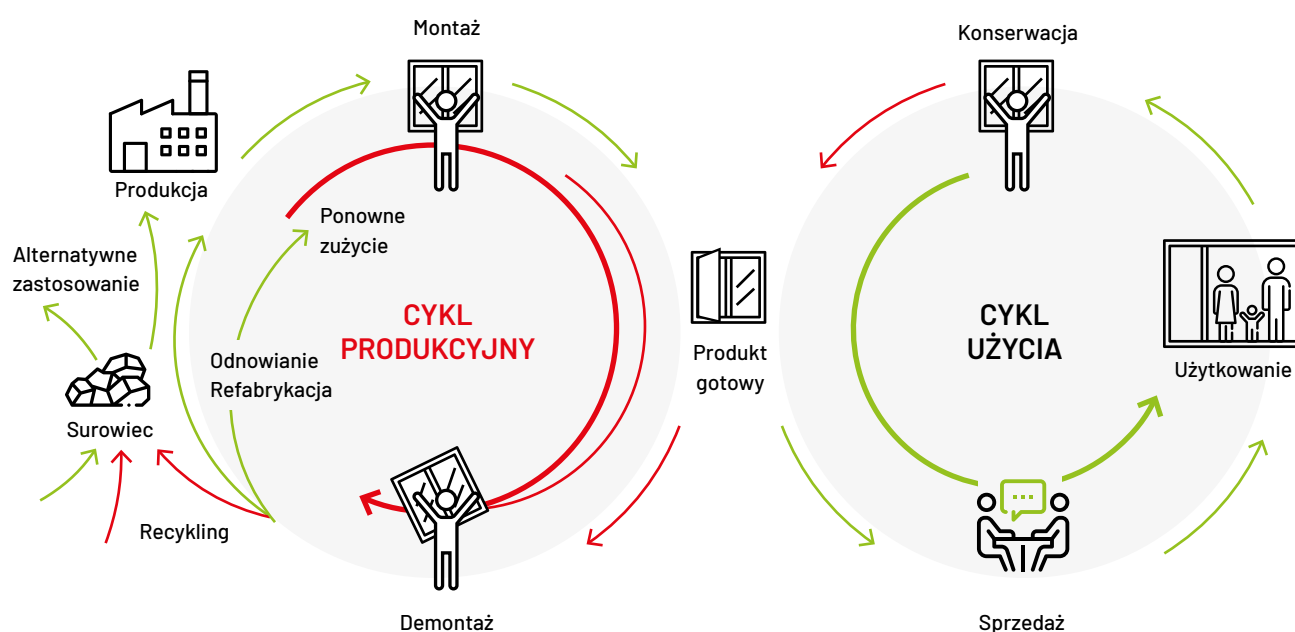 Montaż
Konserwacja
Produkcja
Ponowne
zużycie
Alternatywne
zastosowanie
CYKL
PRODUKCYJNY
CYKL
UŻYCIA
Produkt
gotowy
Odnowianie
Refabrykacja
Użytkowanie
Surowiec
Recykling
Demontaż
Sprzedaż